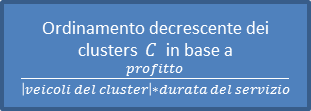 Ordinamento decrescente dei
clusters C in base a
profitto
|veicoli del cluster|*durata del servizio